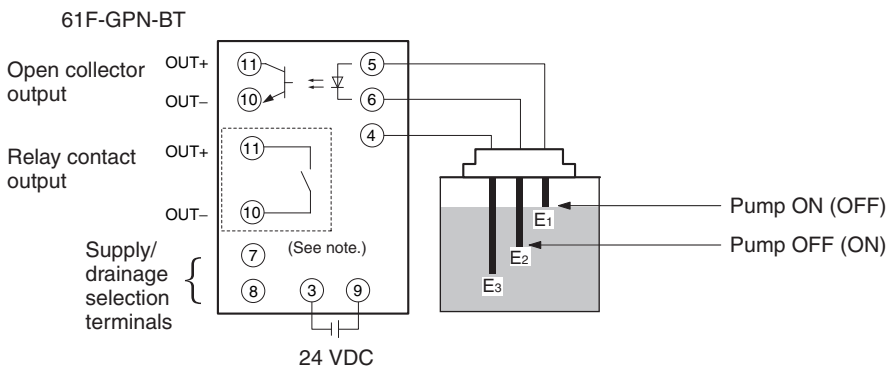 61F-GPN-BT
Open collector output
OUT+
11
5
OUT−
10
6
4
Relay contact output
OUT+
11
OUT−
10
Supply/
drainage
selection
terminals
7
(See note.)
8
3
9
24 VDC
E1
E2
E3
Pump ON (OFF)
Pump OFF (ON)